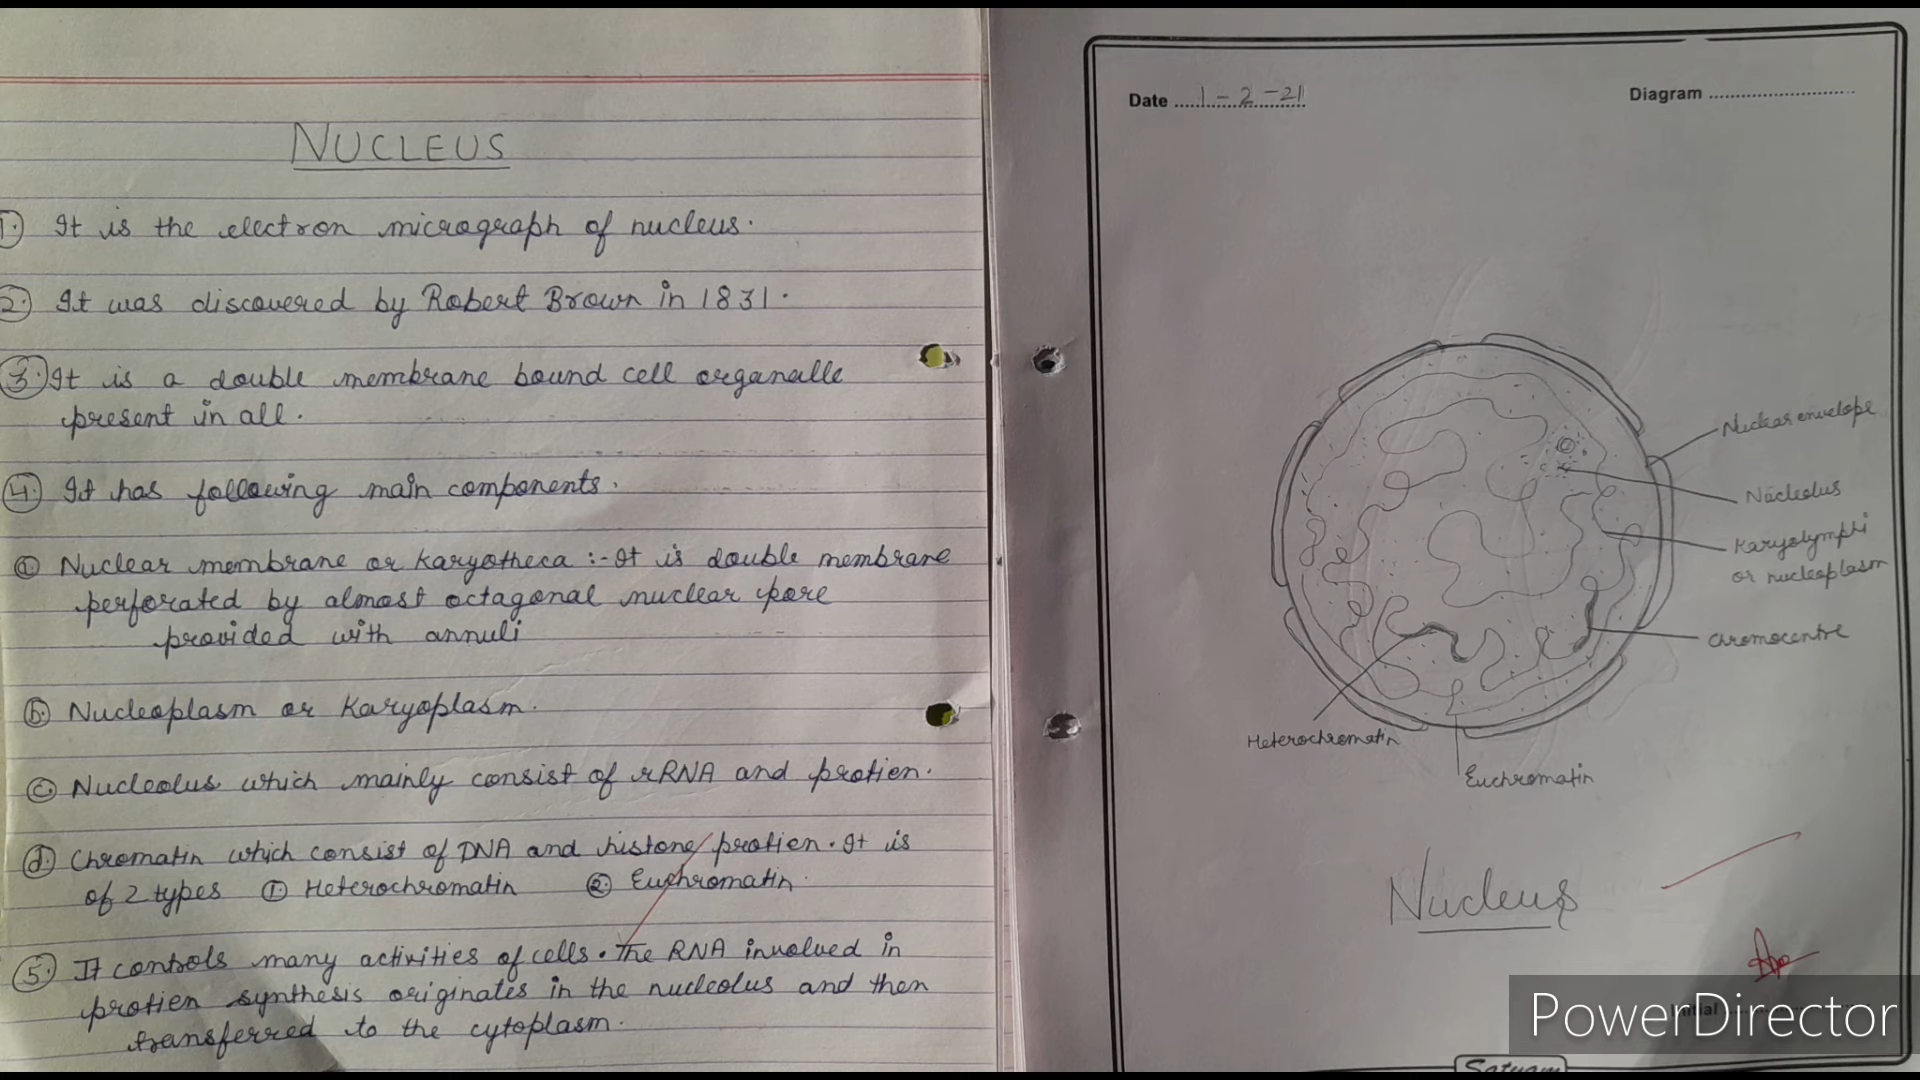 NUCLEUS
1. It is the electron micrograph of nucleus.
2. It was discovered by Robert Brown in 1831.
3. It is a double membrane bound cell organelle
present in all.
4. It has following main components.
a Nuclear membrane or Karyotheca :- It is double membrane
perforated by almost octagonal nuclear pore
provided with annuli
b. Nucleoplasm or Karyoplasm.
c. Nucleolus which mainly consist of rRNA and protien.
d. Chromatin which consist of DNA and histone protien. It is
of 2 types 1 Heterochromatin 2. Euchromatin.
5. It controls many activities of cells. The RNA involved in
protien synthesis originates in the nucleolus and then
transferred to the cytoplasm.
Date 1-2-21 Diagram
Nuclear envelope
Nucleolus
Karyolymph
or nucleoplasm
Chromocentre
Heterochromatin
Euchromatin
Nucleus
PowerDirector
Satyam